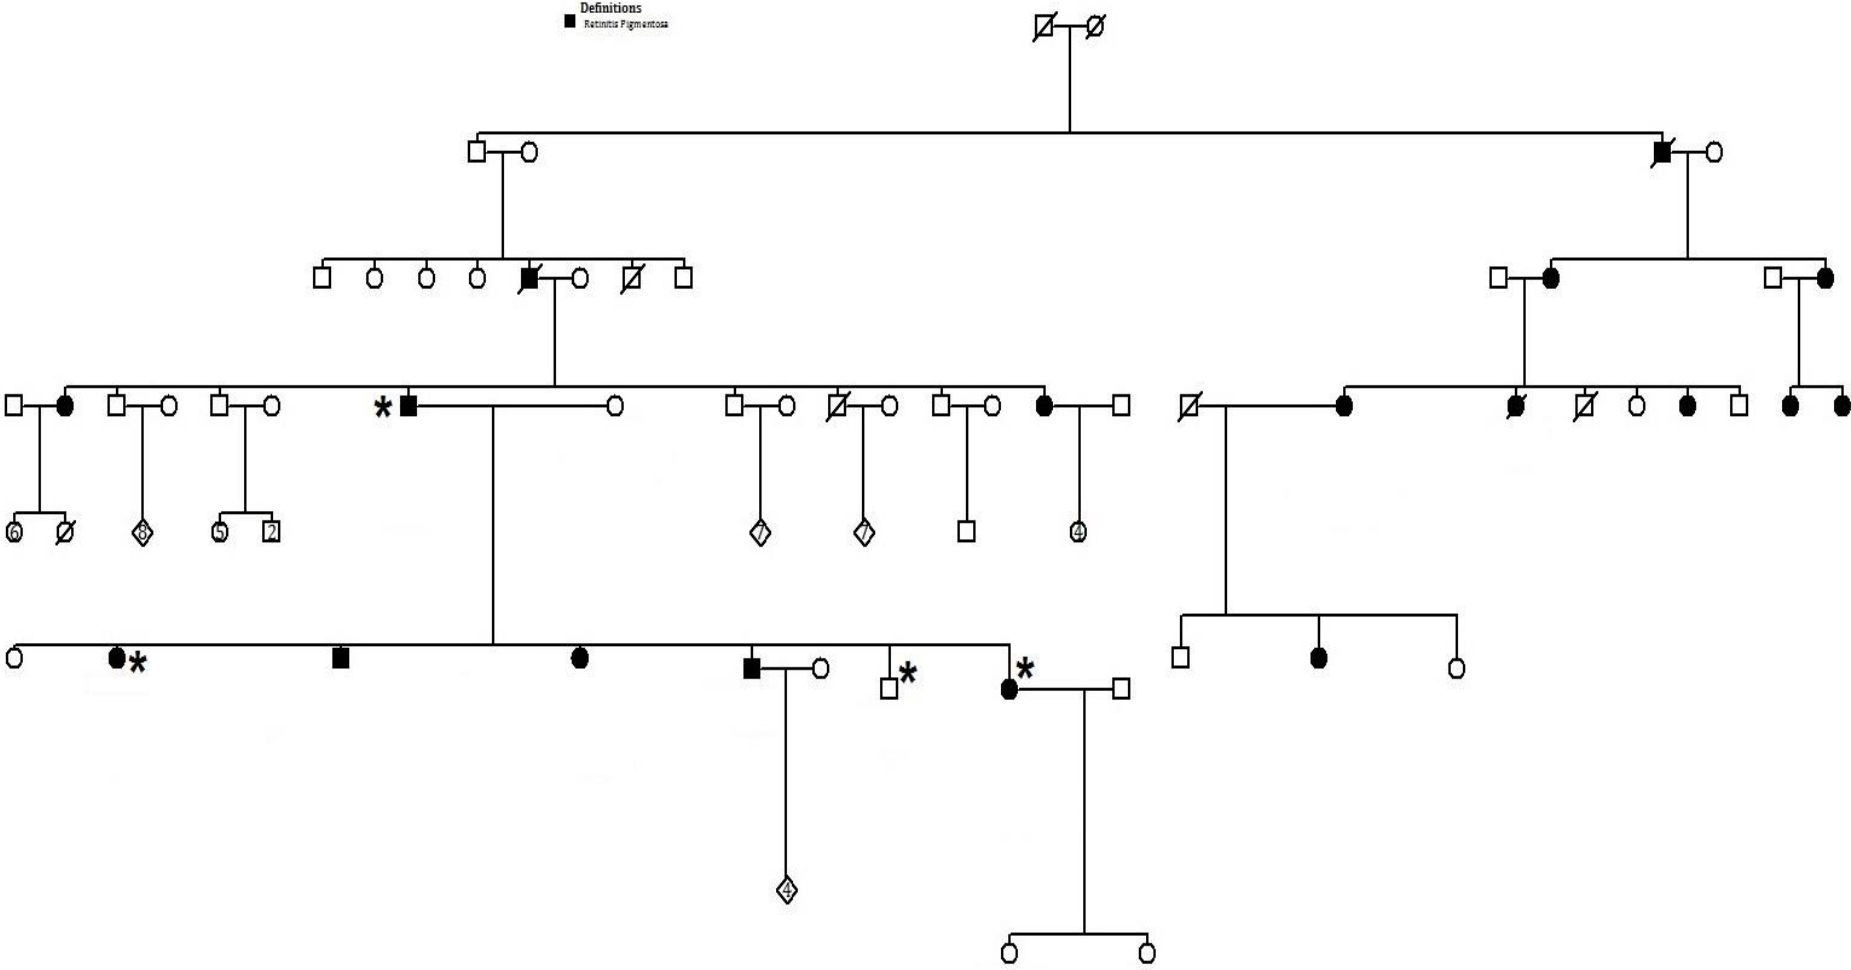 Definitions
Retinitis Pigmentosa
*
6 8 5 2 7 7 4
* * *
4